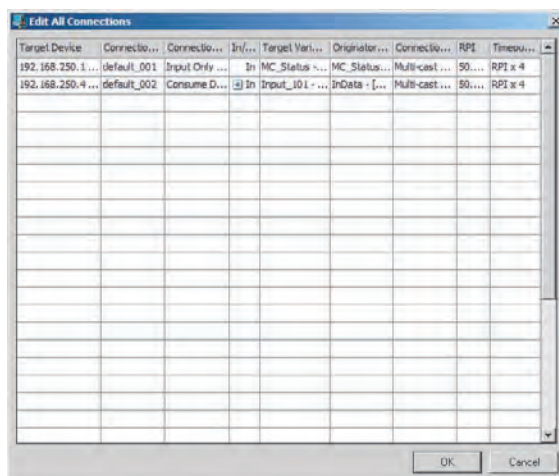 Edit All Connections
Target Device Connectio... Connectio... In/... Target Vari... Originator... Connectio... RPI Timeou...
192.168.250.1 ... default_001 Input Only ... In MC_Status -... MC_Status... Multi-cast ... 50.... RPI x 4
192.168.250.4 ... default_002 Consume D... In Input_101 - ... InData - [... Multi-cast ... 50.... RPI x 4
OK Cancel